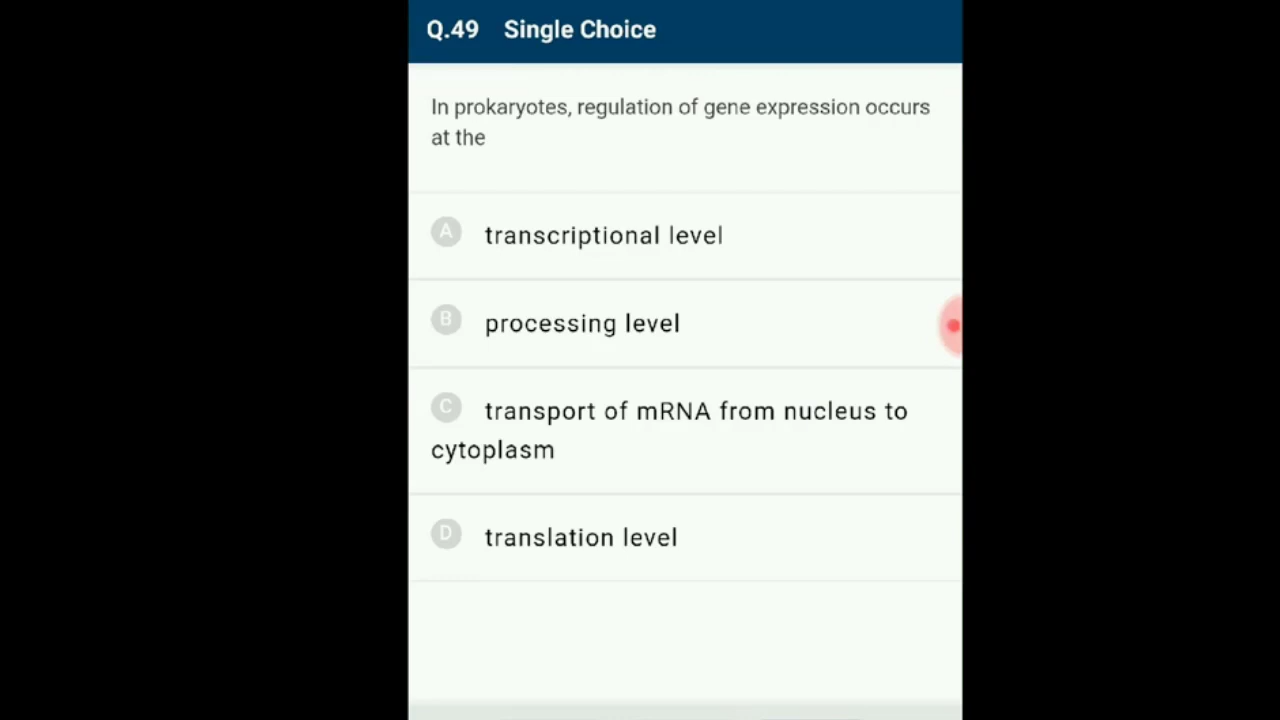 Q.49 Single Choice
In prokaryotes, regulation of gene expression occurs
at the
A transcriptional level
B processing level
C transport of mRNA from nucleus to
cytoplasm
D translation level